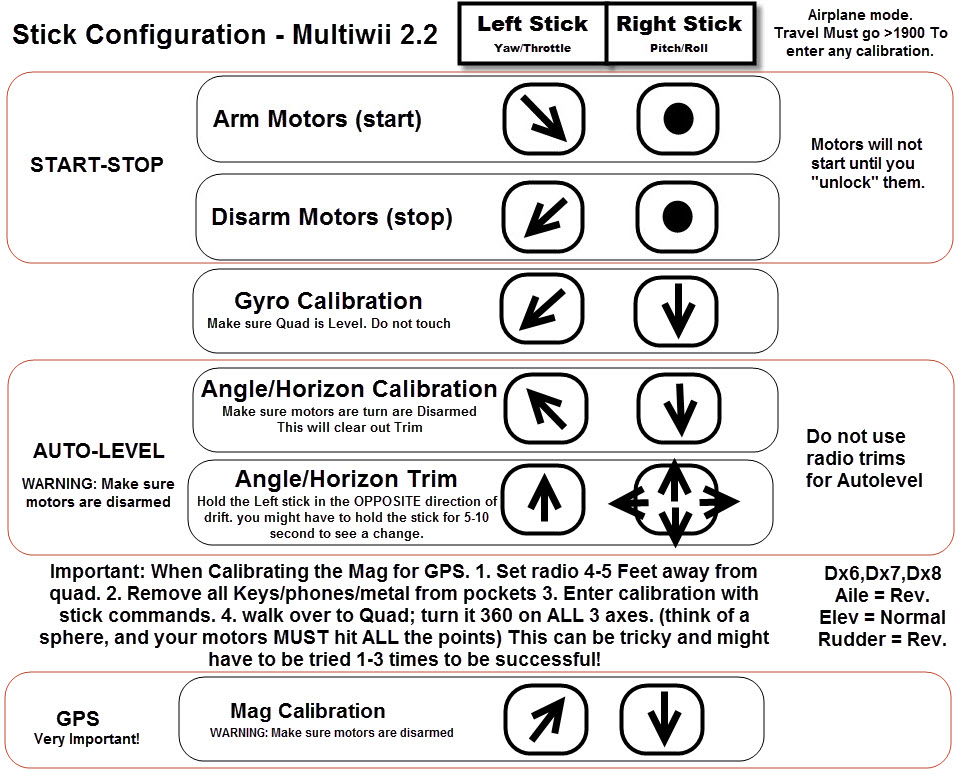 Stick Configuration - Multiwii 2.2
Left Stick
Yaw/Throttle
Right Stick
Pitch/Roll
Airplane mode.
Travel Must go >1900 To
enter any calibration.
START-STOP
Arm Motors (start)
Disarm Motors (stop)
Motors will not
start until you
"unlock" them.
Gyro Calibration
Make sure Quad is Level. Do not touch
AUTO-LEVEL
WARNING: Make sure
motors are disarmed
Angle/Horizon Calibration
Make sure motors are turn are Disarmed
This will clear out Trim
Angle/Horizon Trim
Hold the Left stick in the OPPOSITE direction of
drift. you might have to hold the stick for 5-10
second to see a change.
Do not use
radio trims
for Autolevel
Important: When Calibrating the Mag for GPS. 1. Set radio 4-5 Feet away from
quad. 2. Remove all Keys/phones/metal from pockets 3. Enter calibration with
stick commands. 4. walk over to Quad; turn it 360 on ALL 3 axes. (think of a
sphere, and your motors MUST hit ALL the points) This can be tricky and might
have to be tried 1-3 times to be successful!
Dx6,Dx7,Dx8
Aile = Rev.
Elev = Normal
Rudder = Rev.
GPS
Very Important!
Mag Calibration
WARNING: Make sure motors are disarmed